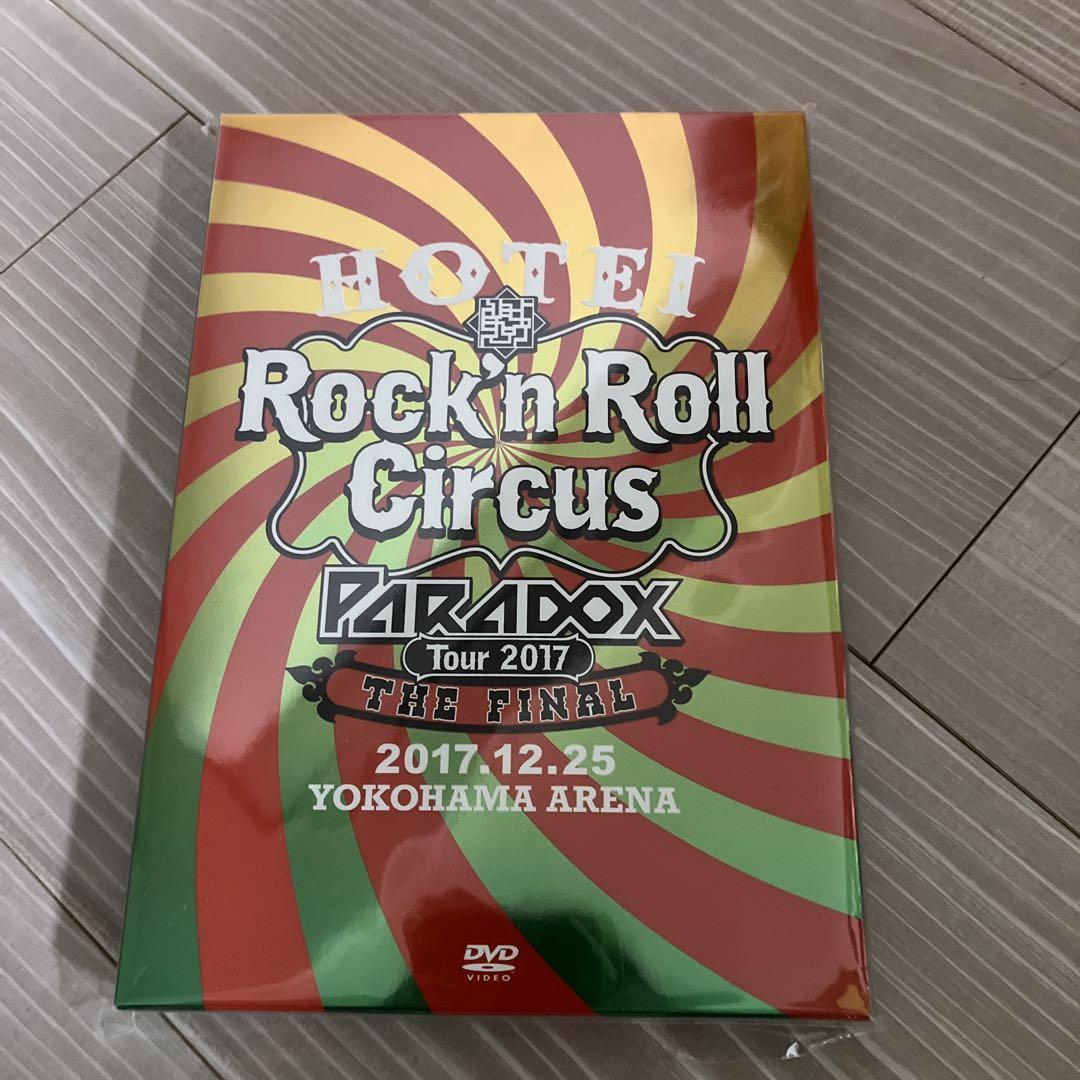 HOTEI
Rock'n Roll
Circus
PARADOX
Tour 2017
THE FINAL
2017.12.25
YOKOHAMA ARENA
DVD
VIDEO